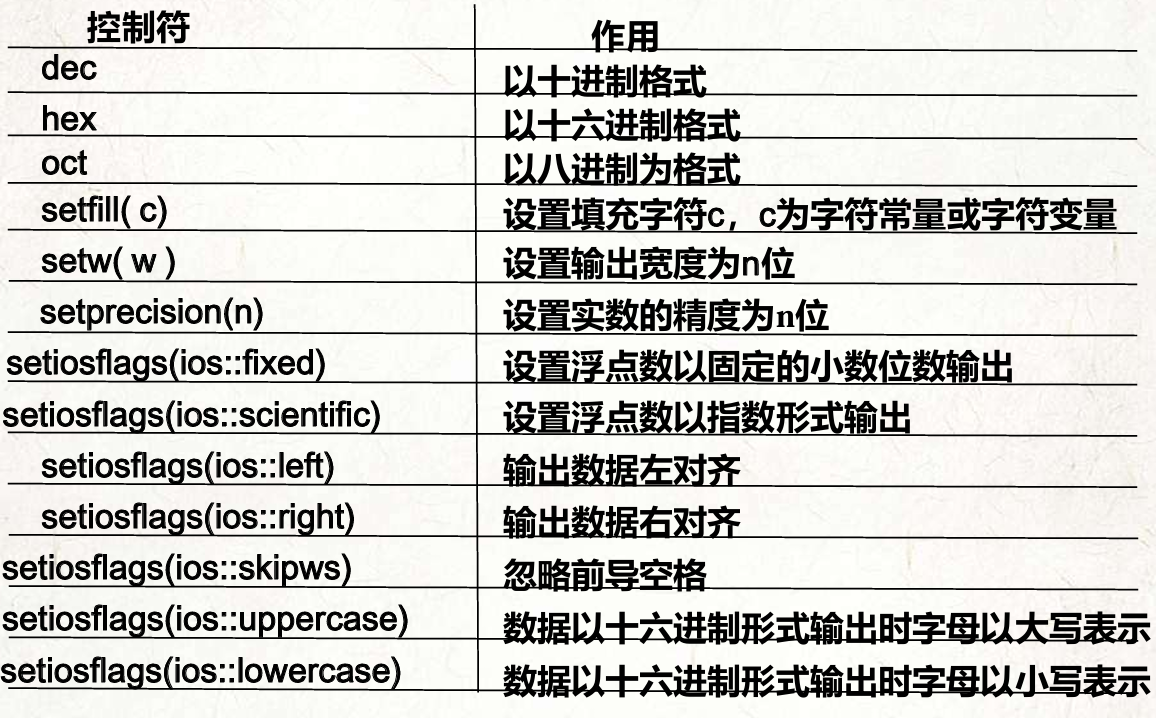 控制符 作用
dec 以十进制格式
hex 以十六进制格式
oct 以八进制为格式
setfill( c) 设置填充字符c，c为字符常量或字符变量
setw( w ) 设置输出宽度为n位
setprecision(n) 设置实数的精度为n位
setiosflags(ios::fixed) 设置浮点数以固定的小数位数输出
setiosflags(ios::scientific) 设置浮点数以指数形式输出
setiosflags(ios::left) 输出数据左对齐
setiosflags(ios::right) 输出数据右对齐
setiosflags(ios::skipws) 忽略前导空格
setiosflags(ios::uppercase) 数据以十六进制形式输出时字母以大写表示
setiosflags(ios::lowercase) 数据以十六进制形式输出时字母以小写表示